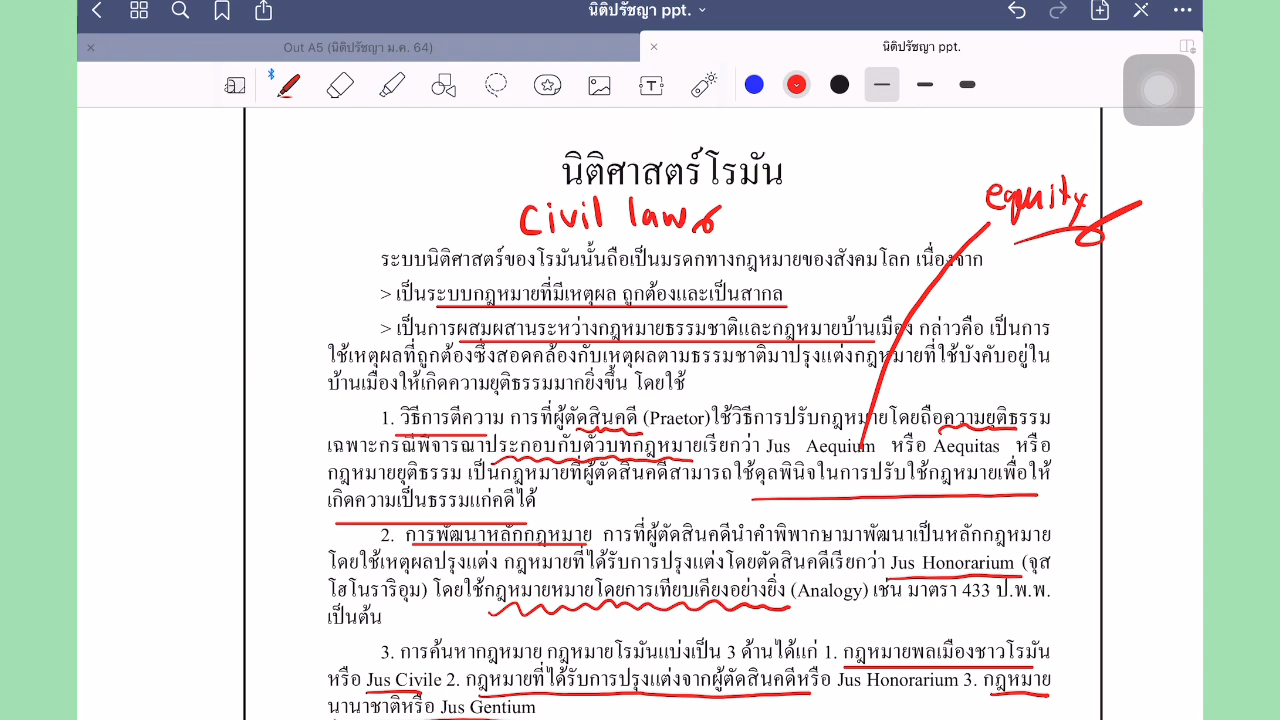 นิติปรัชญา ppt.
Out A5 (นิติปรัชญา ม.ค. 64)
นิติปรัชญา ppt.
นิติศาสตร์โรมัน
civil law
equity
ระบบนิติศาสตร์ของโรมันนั้นถือเป็นมรดกทางกฎหมายของสังคมโลก เนื่องจาก
> เป็นระบบกฎหมายที่มีเหตุผล ถูกต้องและเป็นสากล
> เป็นการผสมผสานระหว่างกฎหมายธรรมชาติและกฎหมายบ้านเมือง กล่าวคือ เป็นการ
ใช้เหตุผลที่ถูกต้องซึ่งสอดคล้องกับเหตุผลตามธรรมชาติมาปรุงแต่งกฎหมายที่ใช้บังคับอยู่ใน
บ้านเมืองให้เกิดความยุติธรรมมากยิ่งขึ้น โดยใช้
1. วิธีการตีความ การที่ผู้ตัดสินคดี (Praetor)ใช้วิธีการปรับกฎหมายโดยถือความยุติธรรม
เฉพาะกรณีพิจารณาประกอบกับตัวบทกฎหมายเรียกว่า Jus Aequium หรือ Aequitas หรือ
กฎหมายยุติธรรม เป็นกฎหมายที่ผู้ตัดสินคดีสามารถใช้ดุลพินิจในการปรับใช้กฎหมายเพื่อให้
เกิดความเป็นธรรมแก่คดีได้
2. การพัฒนาหลักกฎหมาย การที่ผู้ตัดสินคดีนำคำพิพากษามาพัฒนาเป็นหลักกฎหมาย
โดยใช้เหตุผลปรุงแต่ง กฎหมายที่ได้รับการปรุงแต่งโดยตัดสินคดีเรียกว่า Jus Honorarium (จุส
โฮโนราริอุม) โดยใช้กฎหมายหมายโดยการเทียบเคียงอย่างยิ่ง (Analogy) เช่น มาตรา 433 ป.พ.พ.
เป็นต้น
3. การค้นหากฎหมาย กฎหมายโรมันแบ่งเป็น 3 ด้านได้แก่ 1. กฎหมายพลเมืองชาวโรมัน
หรือ Jus Civile 2. กฎหมายที่ได้รับการปรุงแต่งจากผู้ตัดสินคดีหรือ Jus Honorarium 3. กฎหมาย
นานาชาติหรือ Jus Gentium